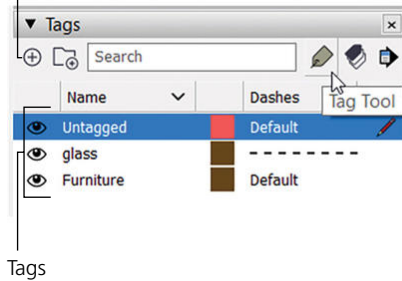 Tags
Search
Name Dashes Tag Tool
Untagged Default
glass
Furniture Default
Tags